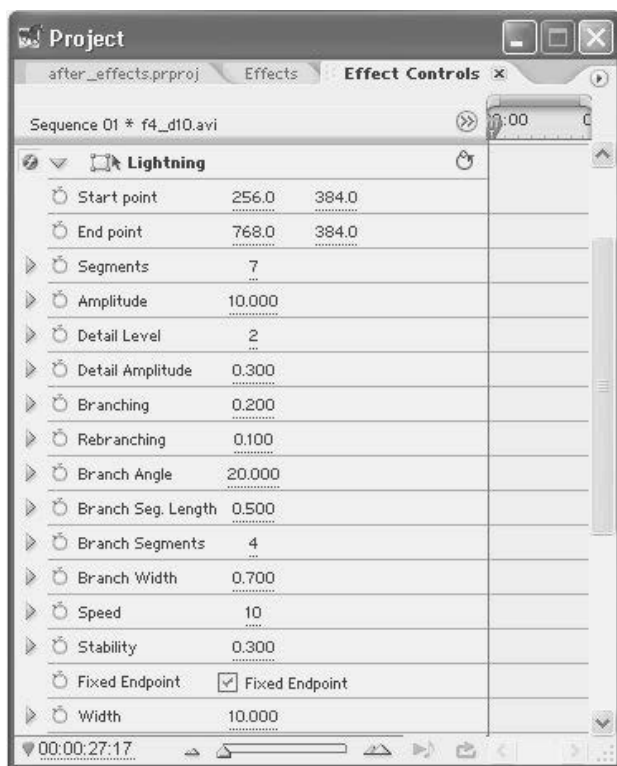 Project
after_effects.prproj Effects Effect Controls
Sequence 01 * f4_d10.avi
:00
Lightning
Start point 256.0 384.0
End point 768.0 384.0
Segments 7
Amplitude 10.000
Detail Level 2
Detail Amplitude 0.300
Branching 0.200
Rebranching 0.100
Branch Angle 20.000
Branch Seg. Length 0.500
Branch Segments 4
Branch Width 0.700
Speed 10
Stability 0.300
Fixed Endpoint Fixed Endpoint
Width 10.000
00:00:27:17